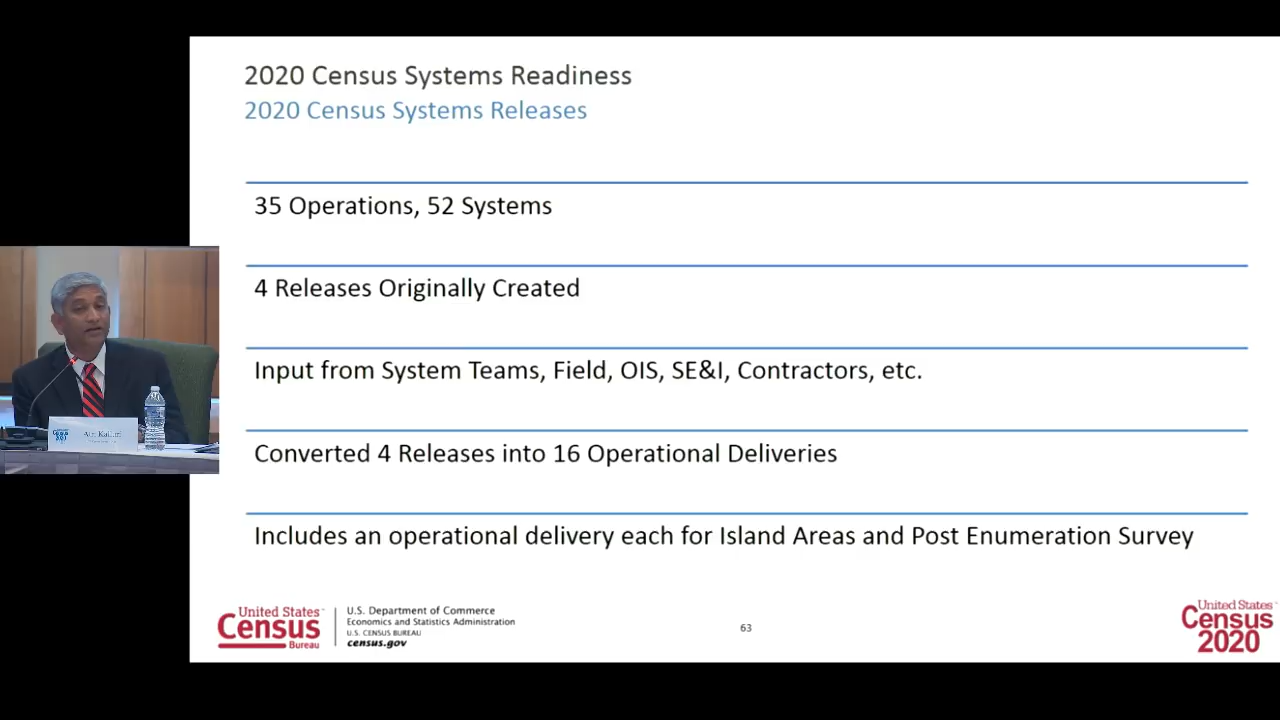 2020 Census Systems Readiness
2020 Census Systems Releases
35 Operations, 52 Systems
4 Releases Originally Created
Input from System Teams, Field, OIS, SE&I, Contractors, etc.
Converted 4 Releases into 16 Operational Deliveries
Includes an operational delivery each for Island Areas and Post Enumeration Survey
United States™
Census
Bureau
U.S. Department of Commerce
Economics and Statistics Administration
U.S. CENSUS BUREAU
census.gov
63
United States™
Census
2020